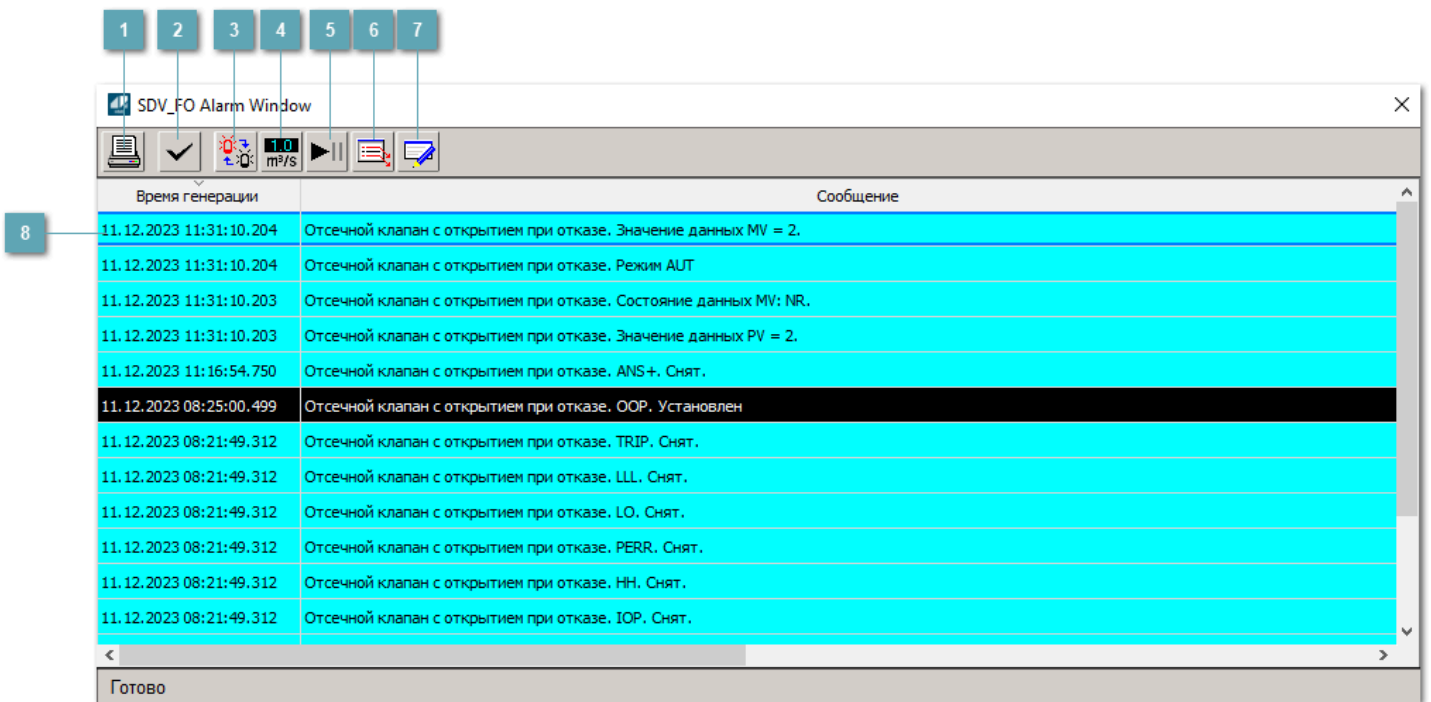 1 2 3 4 5 6 7
SDV_FO Alarm Window
1.0
m³/s
Время генерации Сообщение
8
11.12.2023 11:31:10.204 Отсечной клапан с открытием при отказе. Значение данных MV = 2.
11.12.2023 11:31:10.204 Отсечной клапан с открытием при отказе. Режим AUT
11.12.2023 11:31:10.203 Отсечной клапан с открытием при отказе. Состояние данных MV: NR.
11.12.2023 11:31:10.203 Отсечной клапан с открытием при отказе. Значение данных PV = 2.
11.12.2023 11:16:54.750 Отсечной клапан с открытием при отказе. ANS+. Снят.
11.12.2023 08:25:00.499 Отсечной клапан с открытием при отказе. OOP. Установлен
11.12.2023 08:21:49.312 Отсечной клапан с открытием при отказе. TRIP. Снят.
11.12.2023 08:21:49.312 Отсечной клапан с открытием при отказе. LLL. Снят.
11.12.2023 08:21:49.312 Отсечной клапан с открытием при отказе. LO. Снят.
11.12.2023 08:21:49.312 Отсечной клапан с открытием при отказе. PERR. Снят.
11.12.2023 08:21:49.312 Отсечной клапан с открытием при отказе. HH. Снят.
11.12.2023 08:21:49.312 Отсечной клапан с открытием при отказе. IOP. Снят.
Готово